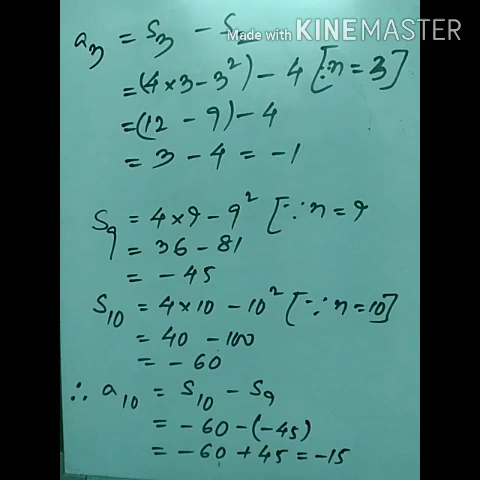 a₃ = S₃ – S₂
Made with KINEMASTER
= (4×3–3²) – 4 [∵n = 3]
= (12 – 9) – 4
= 3 – 4 = –1
S₉ = 4×9 – 9² [∵n = 9
= 36 – 81
= – 45
S₁₀ = 4×10 – 10² [∵n = 10]
= 40 – 100
= – 60
∴ a₁₀ = S₁₀ – S₉
= – 60 – (–45)
= – 60 + 45 = –15